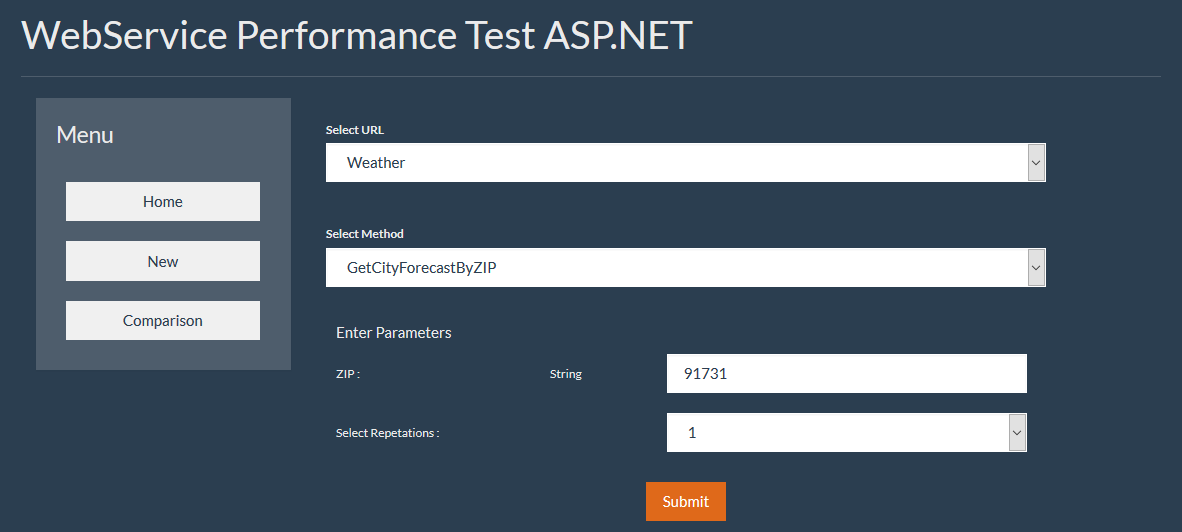 WebService Performance Test ASP.NET
Menu
Home
New
Comparison
Select URL
Weather
Select Method
GetCityForecastByZIP
Enter Parameters
ZIP : String 91731
Select Repetations : 1
Submit